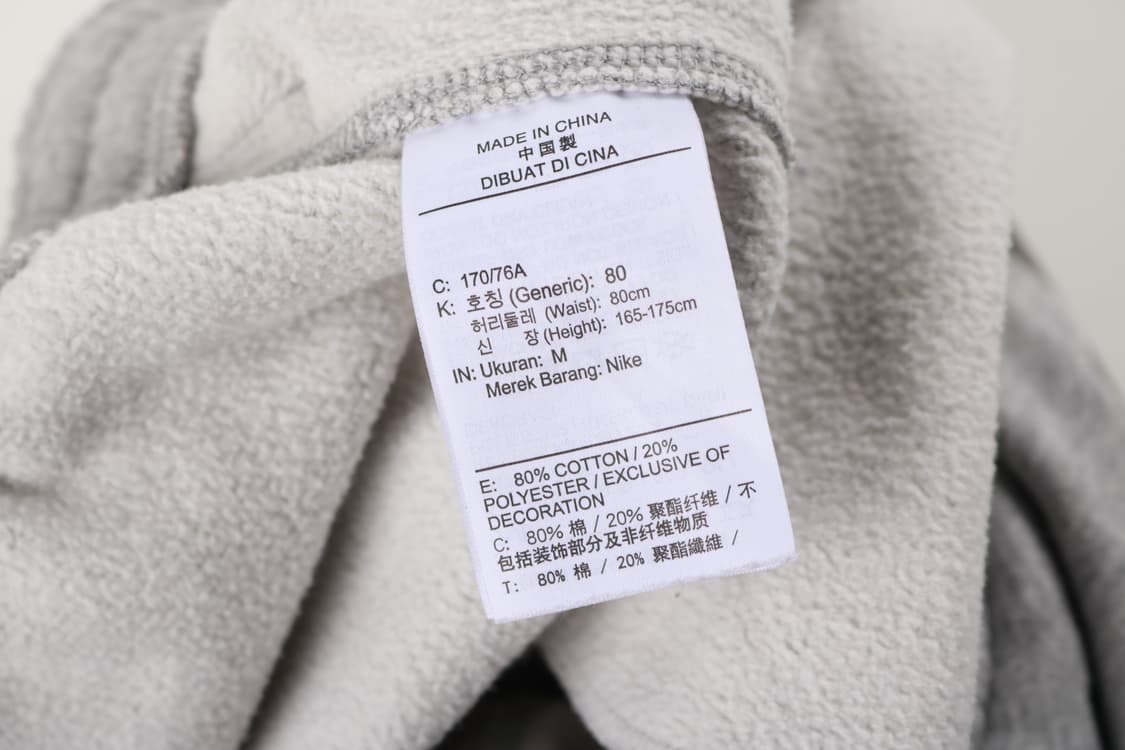 MADE IN CHINA
中国製
DIBUAT DI CINA
C: 170/76A
K: 호칭 (Generic): 80
허리둘레 (Waist): 80cm
신 장 (Height): 165-175cm
IN: Ukuran: M
Merek Barang: Nike
E: 80% COTTON / 20%
POLYESTER / EXCLUSIVE OF
DECORATION
C: 80% 棉 / 20% 聚酯纤维 / 不
包括装饰部分及非纤维物质
T: 80% 棉 / 20% 聚酯纖維 /